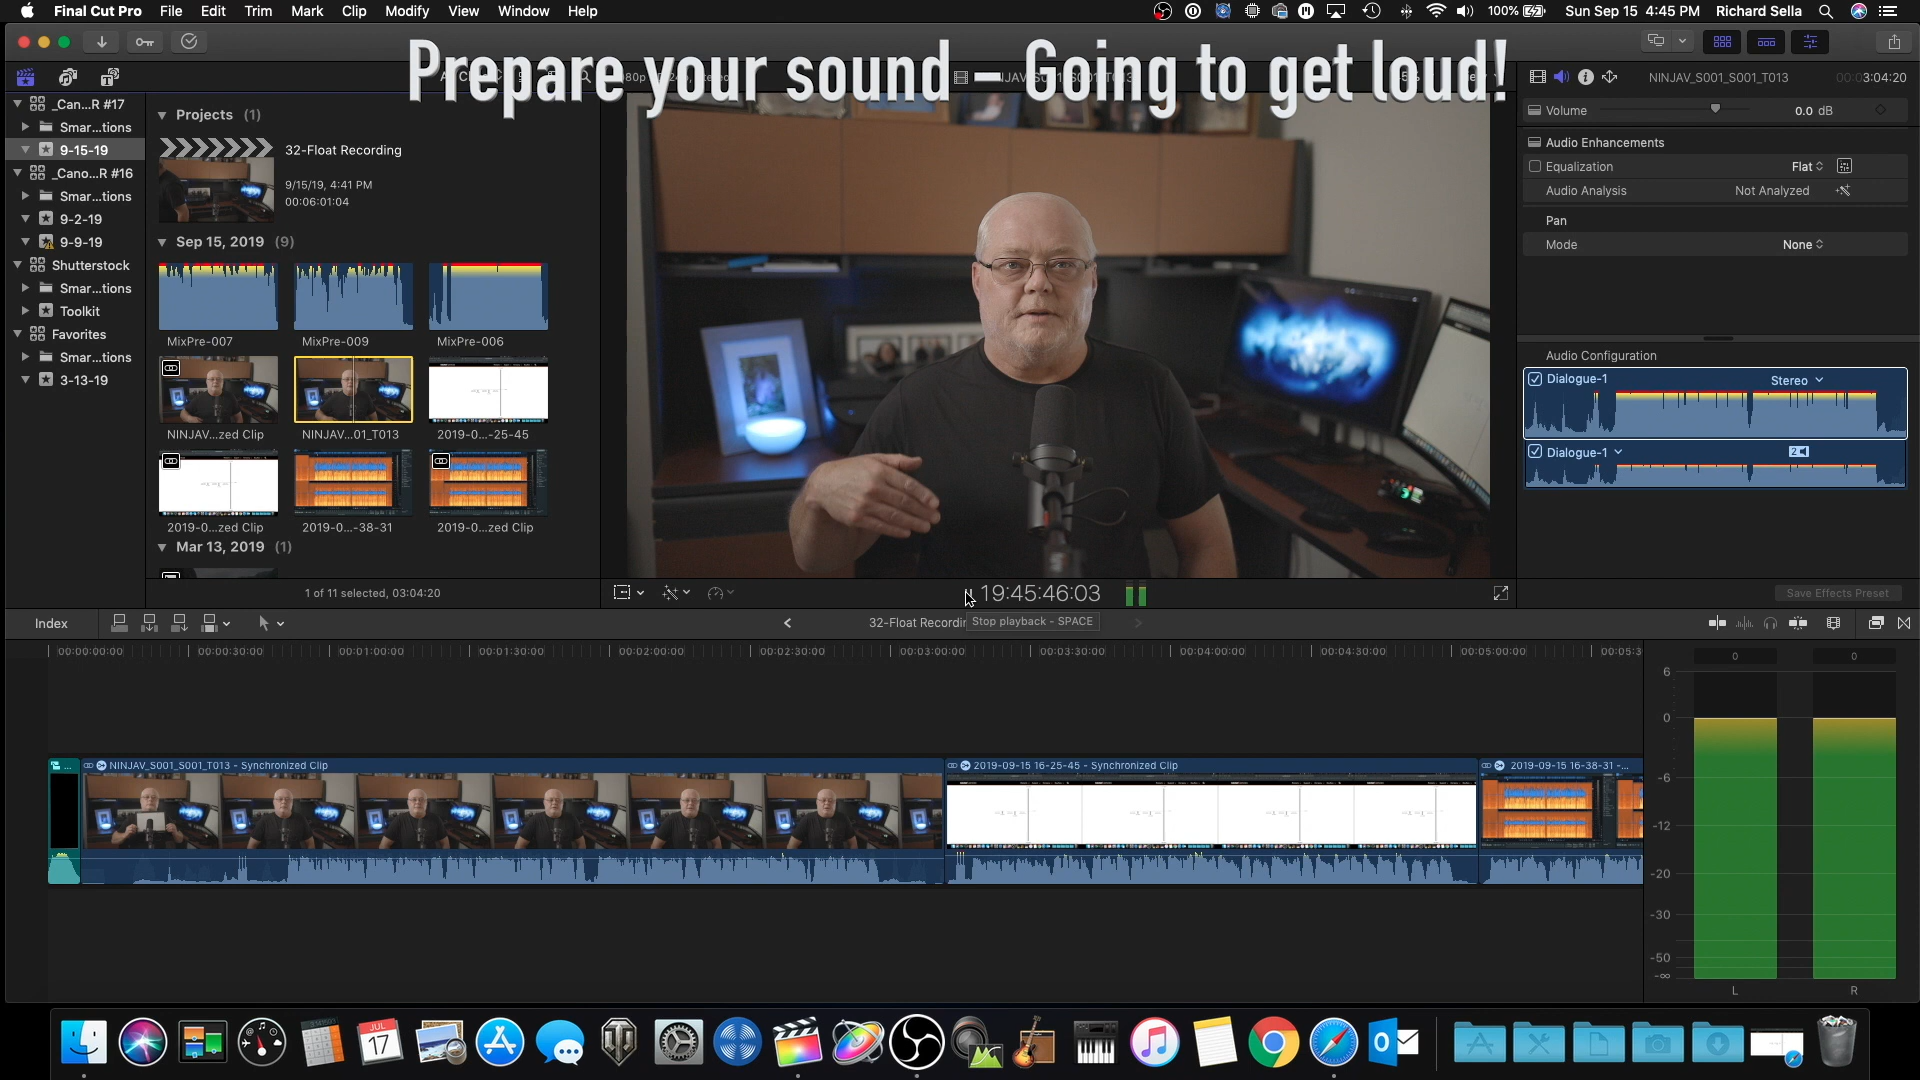 Final Cut Pro File Edit Trim Mark Clip Modify View Window Help
100% Sun Sep 15 4:45 PM Richard Sella
Prepare your sound – Going to get loud!
NINJAV_S001_S001_T013
00:03:04:20
_Can...R #17
Smar...tions
9-15-19
_Cano...R #16
Smar...tions
9-2-19
9-9-19
Shutterstock
Smar...tions
Toolkit
Favorites
Smar...tions
3-13-19
Projects (1)
32-Float Recording
9/15/19, 4:41 PM
00:06:01:04
Sep 15, 2019 (9)
MixPre-007
MixPre-009
MixPre-006
NINJAV...zed Clip
NINJAV...01_T013
2019-0...-25-45
2019-0...zed Clip
2019-0...-38-31
2019-0...zed Clip
Mar 13, 2019 (1)
1 of 11 selected, 03:04:20
19:45:46:03
Volume 0.0 dB
Audio Enhancements
Equalization Flat
Audio Analysis Not Analyzed
Pan
Mode None
Audio Configuration
Dialogue-1 Stereo
Dialogue-1 2
Save Effects Preset
Index
32-Float Recordin
Stop playback - SPACE
00:00:00:00 00:00:30:00 00:01:00:00 00:01:30:00 00:02:00:00 00:02:30:00 00:03:00:00 00:03:30:00 00:04:00:00 00:04:30:00 00:05:00:00 00:05:3
NINJAV_S001_S001_T013 - Synchronized Clip
2019-09-15 16-25-45 - Synchronized Clip
2019-09-15 16-38-31 -...
0 0
6
0
-6
-12
-20
-30
-50
-∞
L R
JUL
17